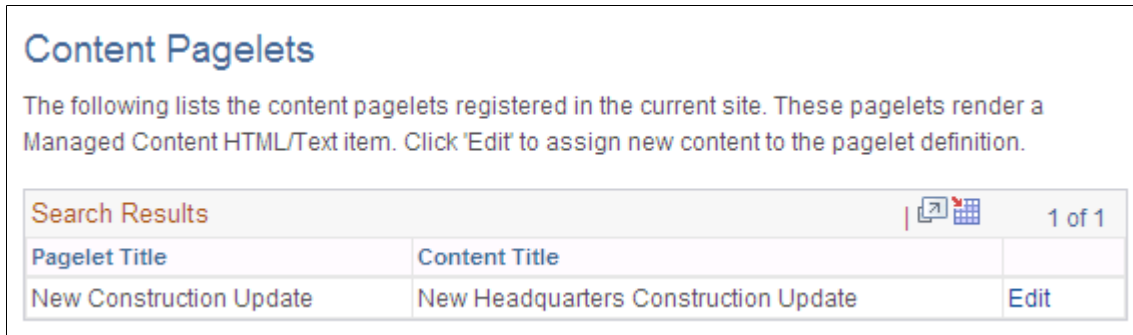 Content Pagelets
The following lists the content pagelets registered in the current site. These pagelets render a
Managed Content HTML/Text item. Click 'Edit' to assign new content to the pagelet definition.
Search Results | 1 of 1
Pagelet Title Content Title
New Construction Update New Headquarters Construction Update Edit